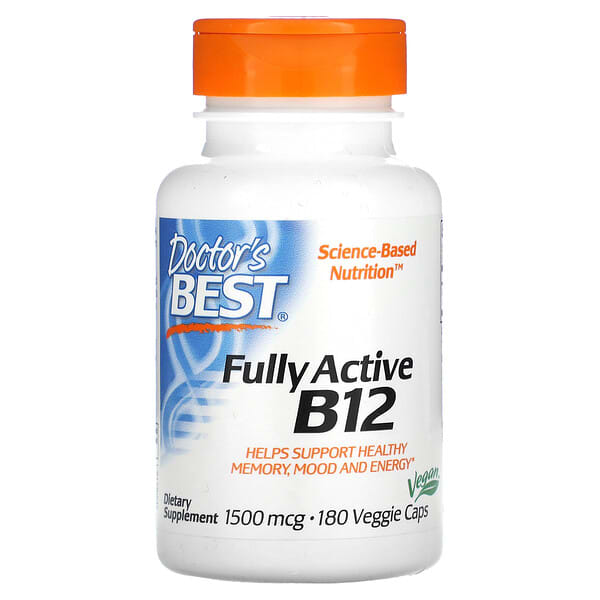 Doctor's
BEST®
Science-Based
Nutrition™
Fully Active
B12
HELPS SUPPORT HEALTHY
MEMORY, MOOD AND ENERGY*
Vegan
Dietary
Supplement
1500 mcg • 180 Veggie Caps